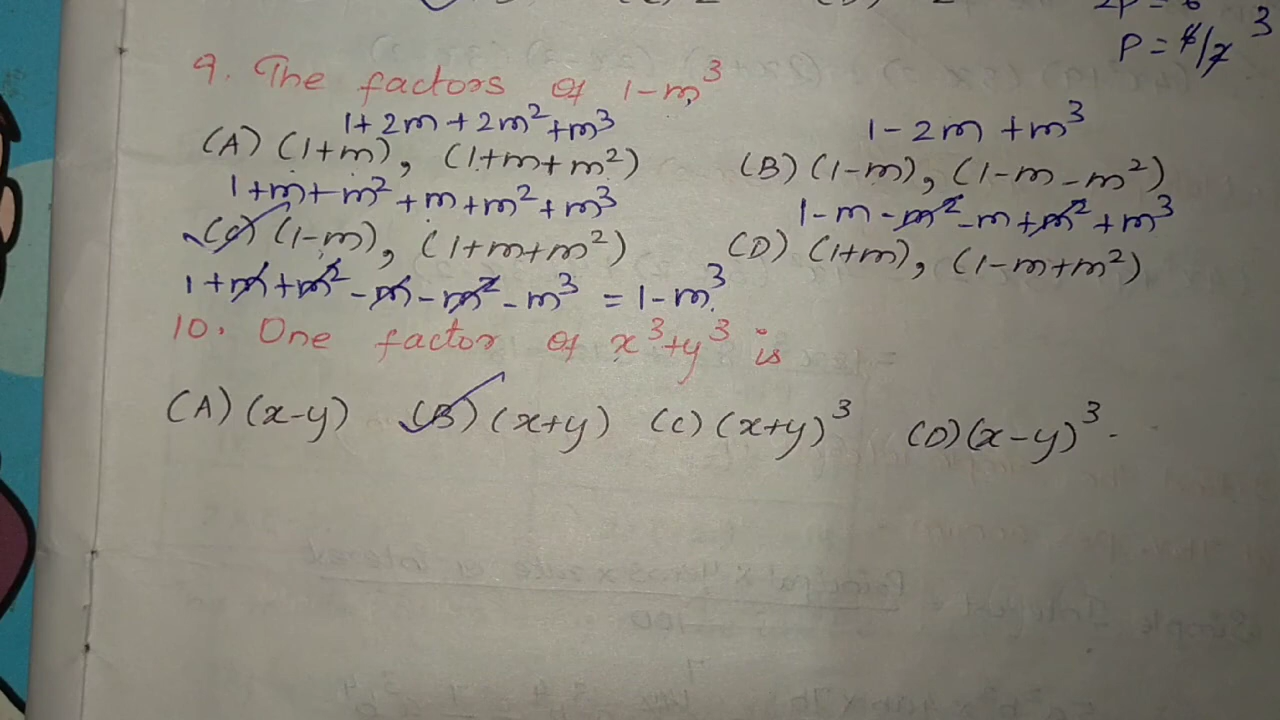 P = 6/2 3
9. The factors of 1-m³
1+2m+2m²+m³
1-2m+m³
(A) (1+m), (1+m+m²)
(B) (1-m), (1-m-m²)
1+m+m²+m+m²+m³
1-m-m²-m+m²+m³
(C) (1-m), (1+m+m²)
(D) (1+m), (1-m+m²)
1+m+m²-m-m²-m³ = 1-m³.
10. One factor of x³+y³ is
(A) (x-y) (B) (x+y) (C) (x+y)³ (D) (x-y)³.